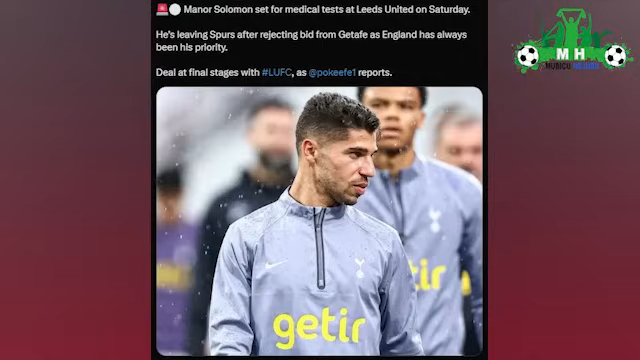 🚨⚪️ Manor Solomon set for medical tests at Leeds United on Saturday.
He's leaving Spurs after rejecting bid from Getafe as England has always
been his priority.
Deal at final stages with #LUFC, as @pokeefe1 reports.
M H
getir
tir